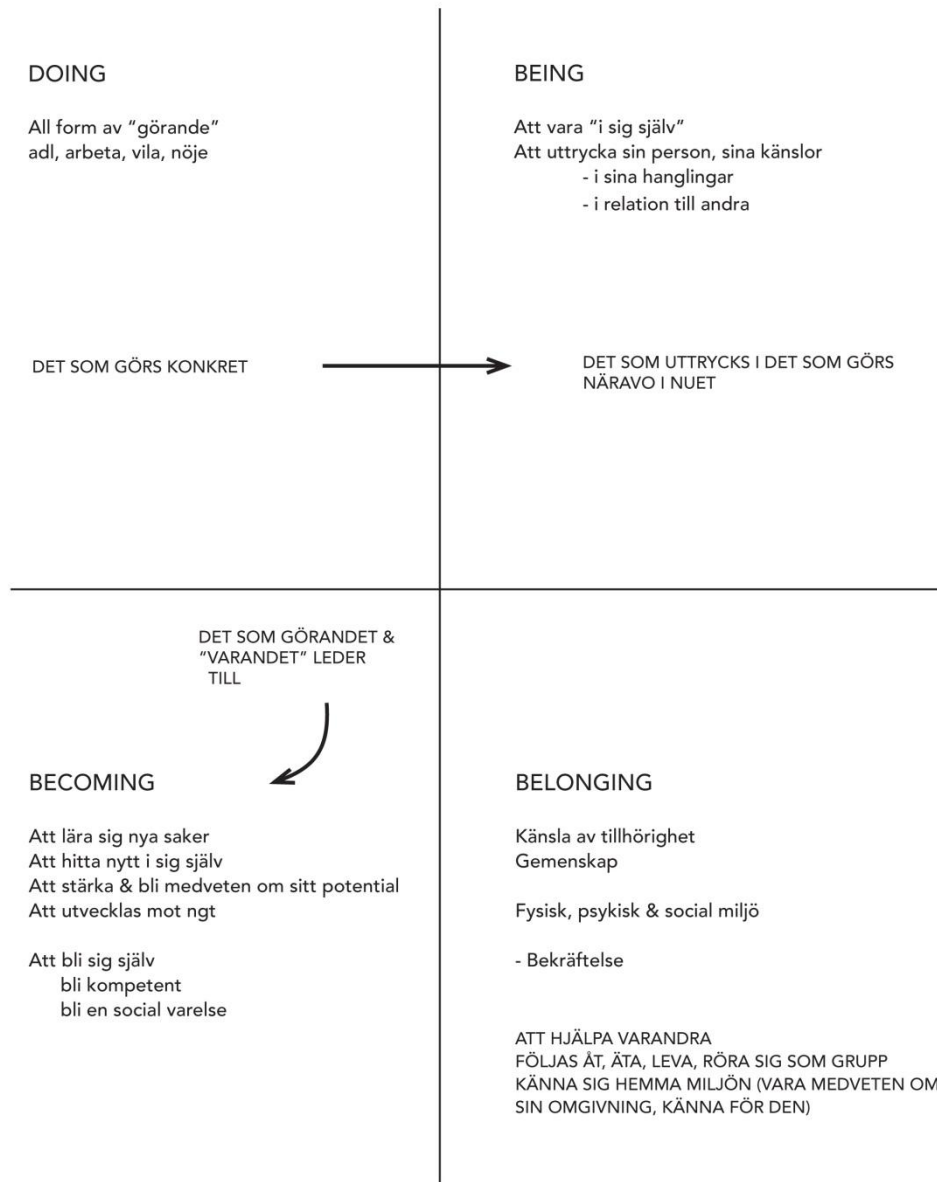 DOING
All form av “görande”
adl, arbeta, vila, nöje
DET SOM GÖRS KONKRET
BEING
Att vara “i sig själv”
Att uttrycka sin person, sina känslor
- i sina hanglingar
- i relation till andra
DET SOM UTTRYCKS I DET SOM GÖRS
NÄRAVO I NUET
DET SOM GÖRANDET &
“VARANDET” LEDER
TILL
BECOMING
Att lära sig nya saker
Att hitta nytt i sig själv
Att stärka & bli medveten om sitt potential
Att utvecklas mot ngt
Att bli sig själv
bli kompetent
bli en social varelse
BELONGING
Känsla av tillhörighet
Gemenskap
Fysisk, psykisk & social miljö
- Bekräftelse
ATT HJÄLPA VARANDRA
FÖLJAS ÅT, ÄTA, LEVA, RÖRA SIG SOM GRUPP
KÄNNA SIG HEMMA MILJÖN (VARA MEDVETEN OM
SIN OMGIVNING, KÄNNA FÖR DEN)